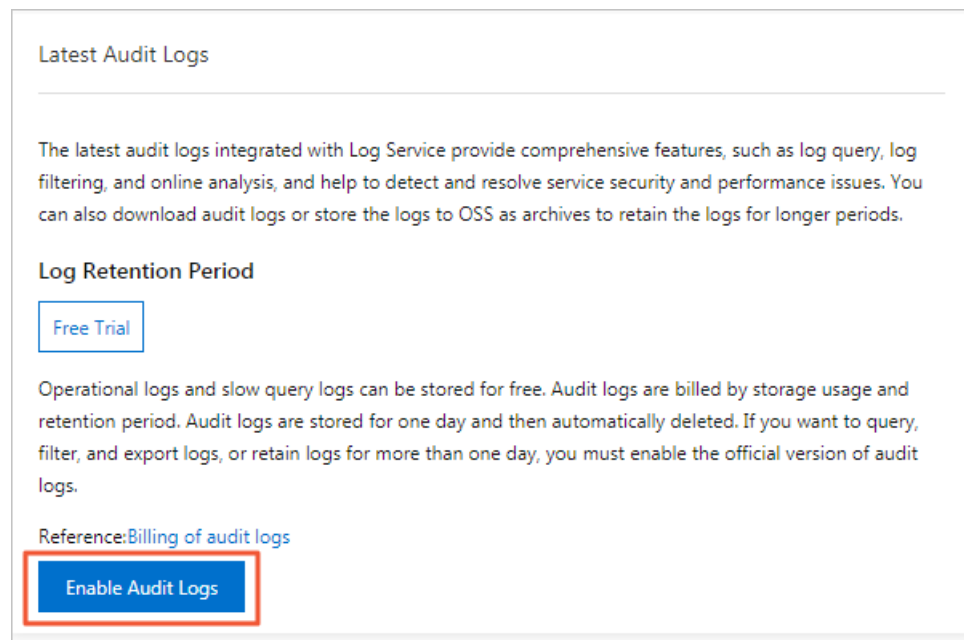 Latest Audit Logs
The latest audit logs integrated with Log Service provide comprehensive features, such as log query, log
filtering, and online analysis, and help to detect and resolve service security and performance issues. You
can also download audit logs or store the logs to OSS as archives to retain the logs for longer periods.
Log Retention Period
Free Trial
Operational logs and slow query logs can be stored for free. Audit logs are billed by storage usage and
retention period. Audit logs are stored for one day and then automatically deleted. If you want to query,
filter, and export logs, or retain logs for more than one day, you must enable the official version of audit
logs.
Reference:Billing of audit logs
Enable Audit Logs